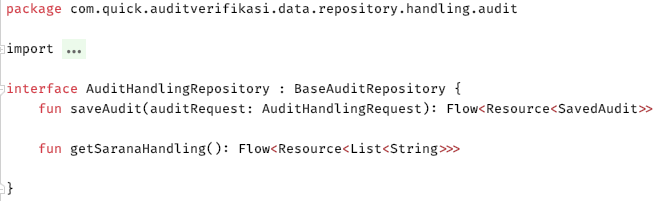 package com.quick.auditverifikasi.data.repository.handling.audit
import ...
interface AuditHandlingRepository : BaseAuditRepository {
fun saveAudit(auditRequest: AuditHandlingRequest): Flow<Resource<SavedAudit>>
fun getSaranaHandling(): Flow<Resource<List<String>>>
}